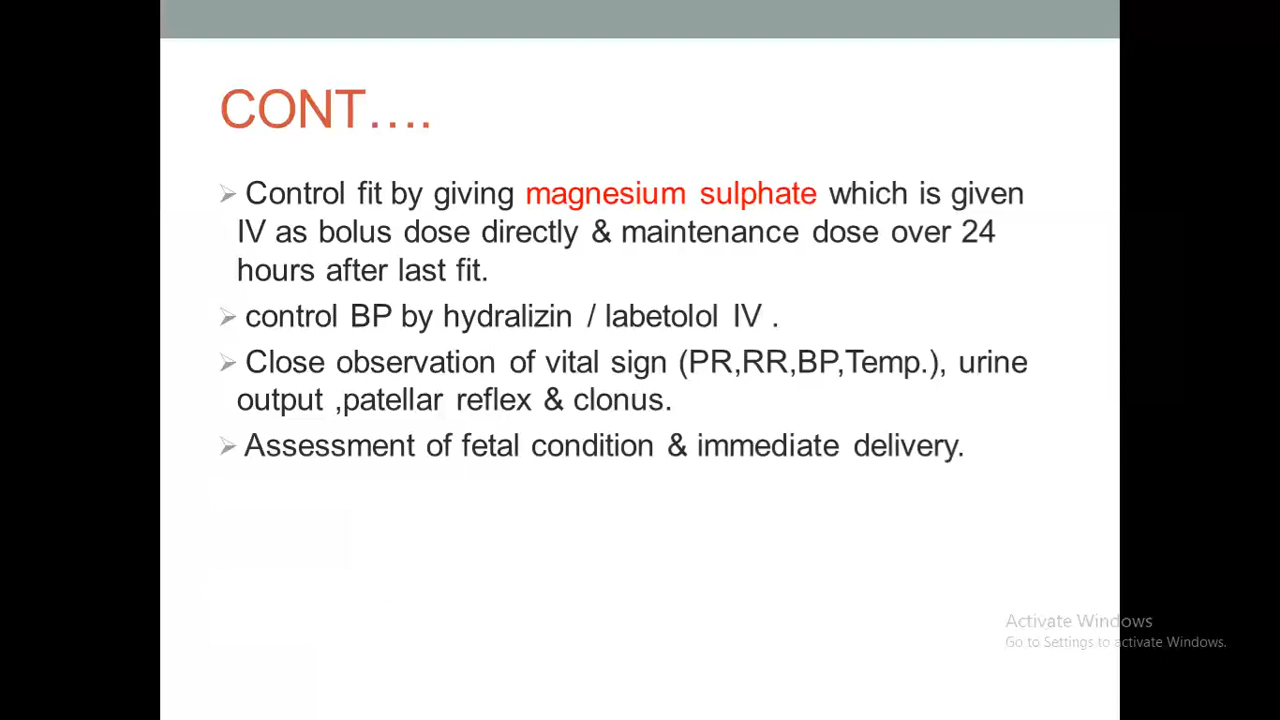 CONT….
➢ Control fit by giving magnesium sulphate which is given
IV as bolus dose directly & maintenance dose over 24
hours after last fit.
➢ control BP by hydralizin / labetolol IV .
➢ Close observation of vital sign (PR,RR,BP,Temp.), urine
output ,patellar reflex & clonus.
➢ Assessment of fetal condition & immediate delivery.
Activate Windows
Go to Settings to activate Windows.